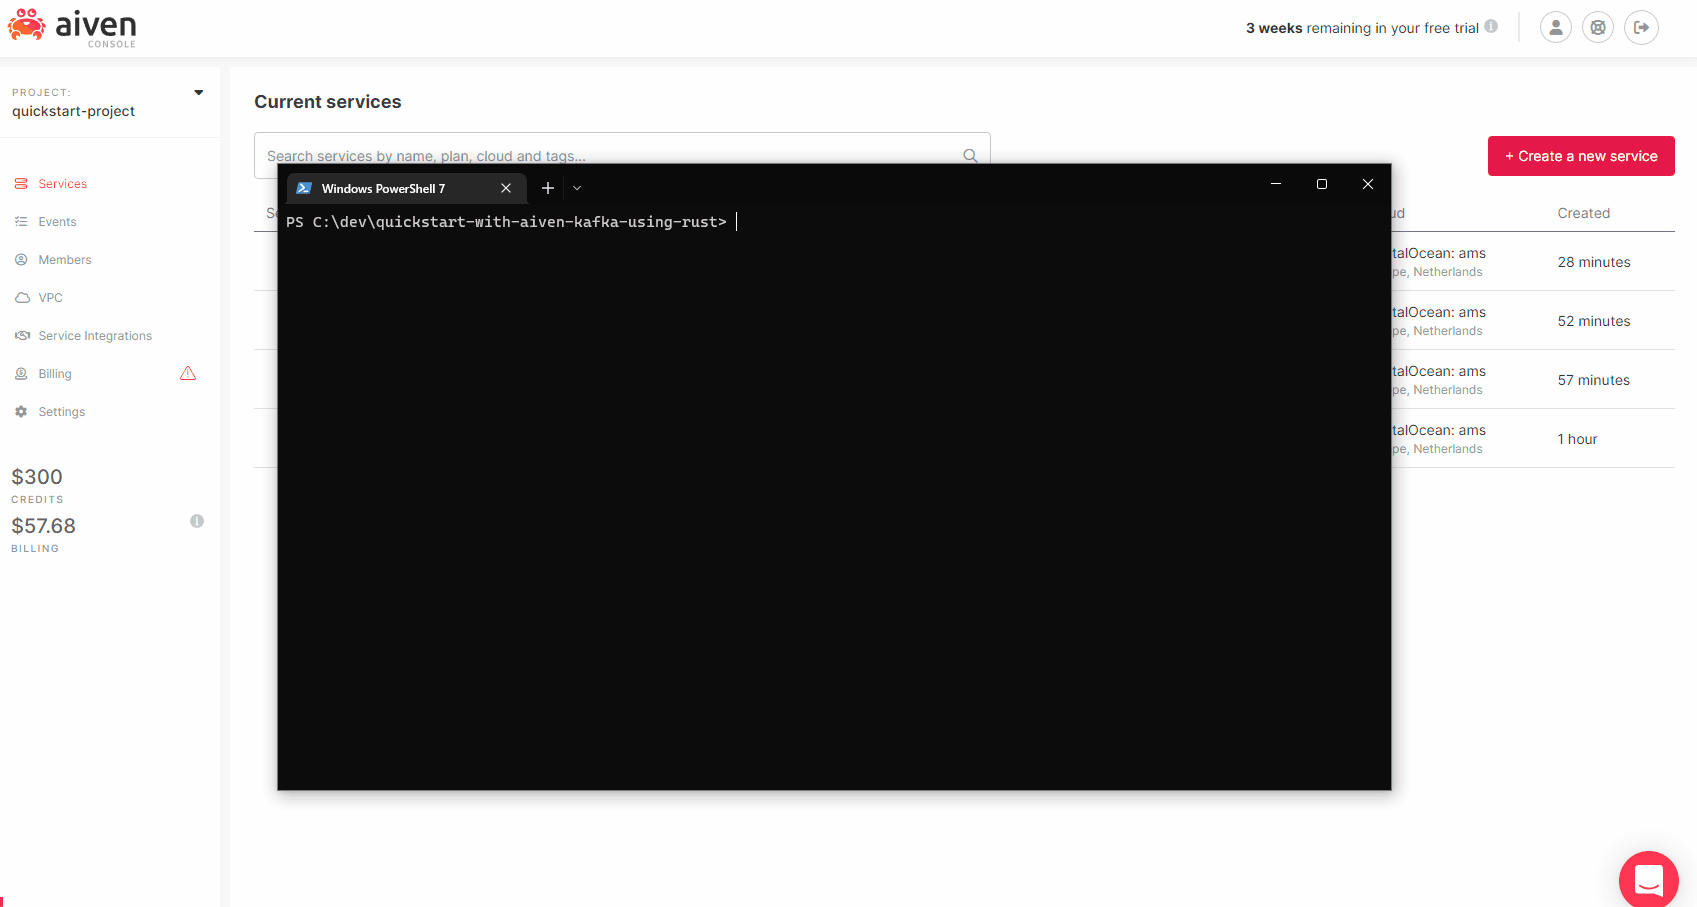 aiven
CONSOLE
3 weeks remaining in your free trial
PROJECT:
quickstart-project
Services
Events
Members
VPC
Service Integrations
Billing
Settings
$300
CREDITS
$57.68
BILLING
Current services
Search services by name, plan, cloud and tags...
+ Create a new service
Se
ud
Created
Windows PowerShell 7
PS C:\dev\quickstart-with-aiven-kafka-using-rust>
talOcean: ams
pe, Netherlands
28 minutes
talOcean: ams
pe, Netherlands
52 minutes
talOcean: ams
pe, Netherlands
57 minutes
talOcean: ams
pe, Netherlands
1 hour